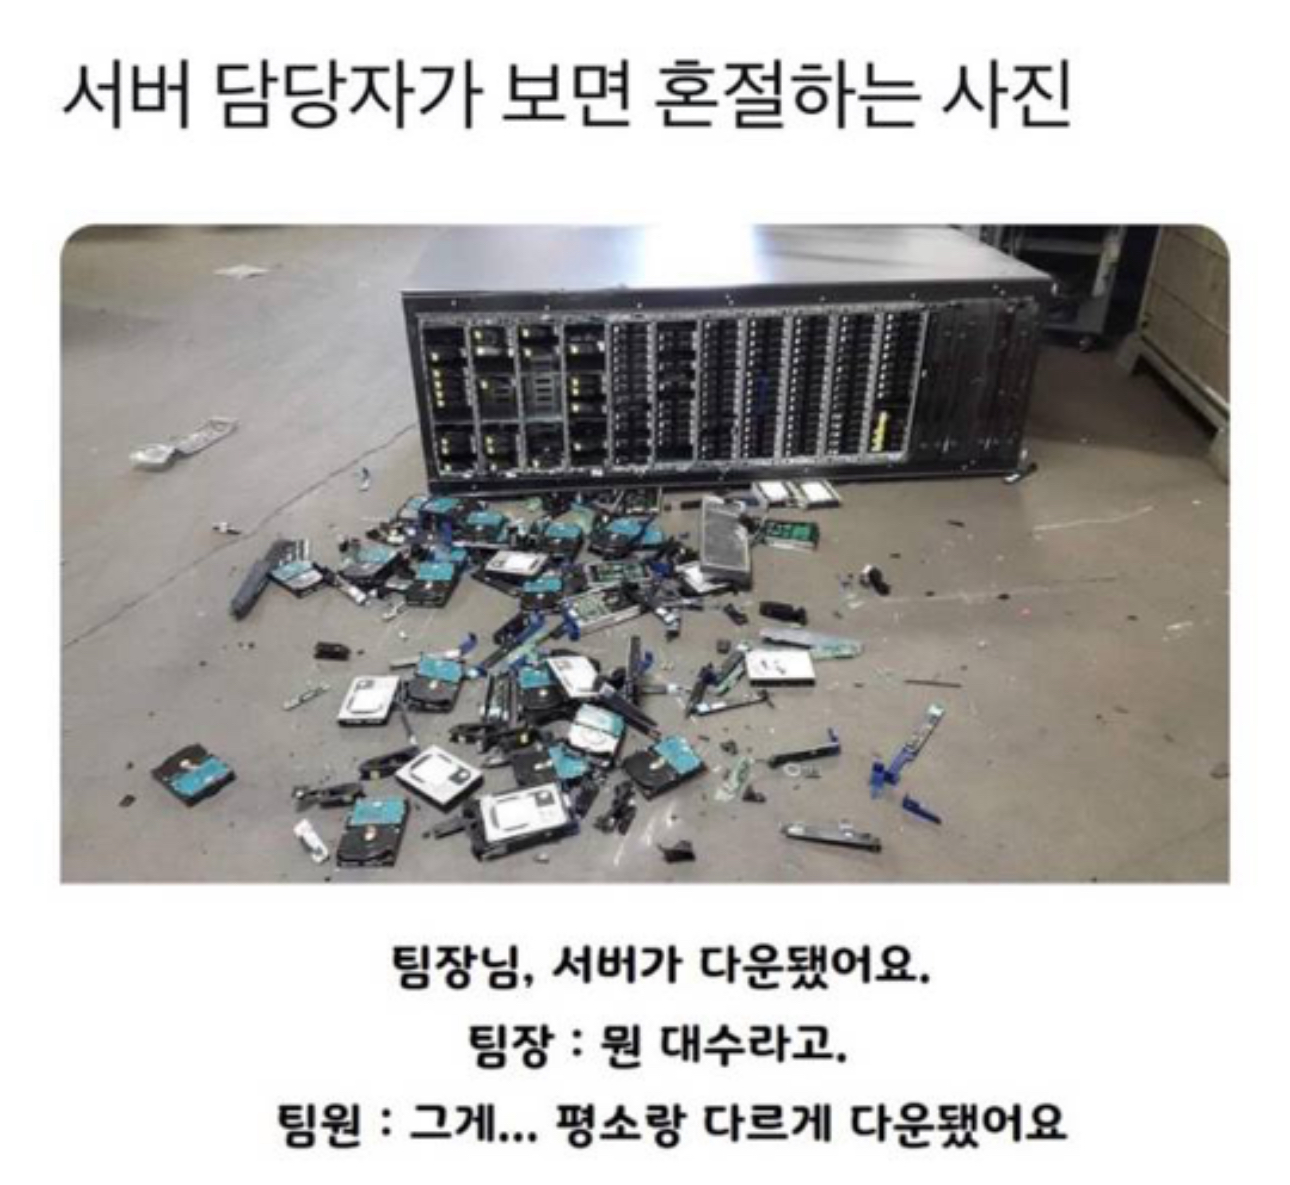 서버 담당자가 보면 혼절하는 사진
팀장님, 서버가 다운됐어요.
팀장 : 뭔 대수라고.
팀원 : 그게... 평소랑 다르게 다운됐어요